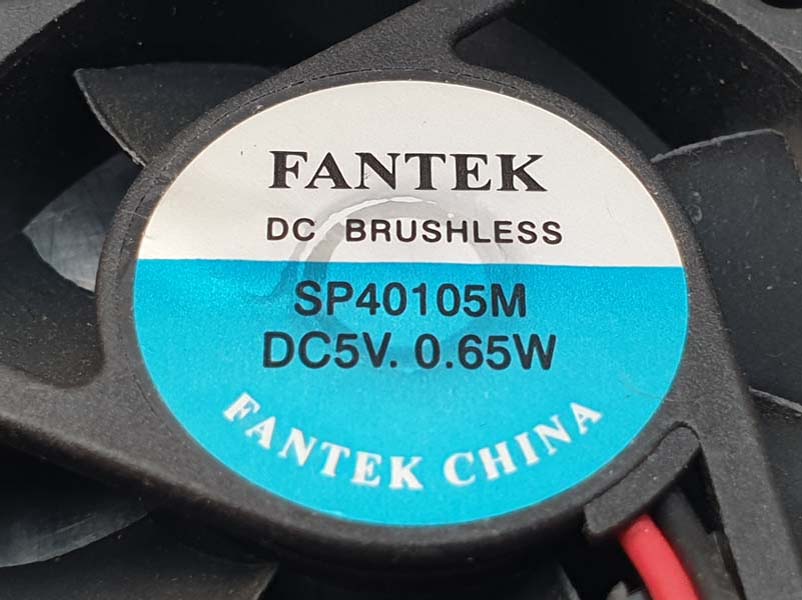 FANTEK
DC BRUSHLESS
SP40105M
DC5V. 0.65W
FANTEK CHINA